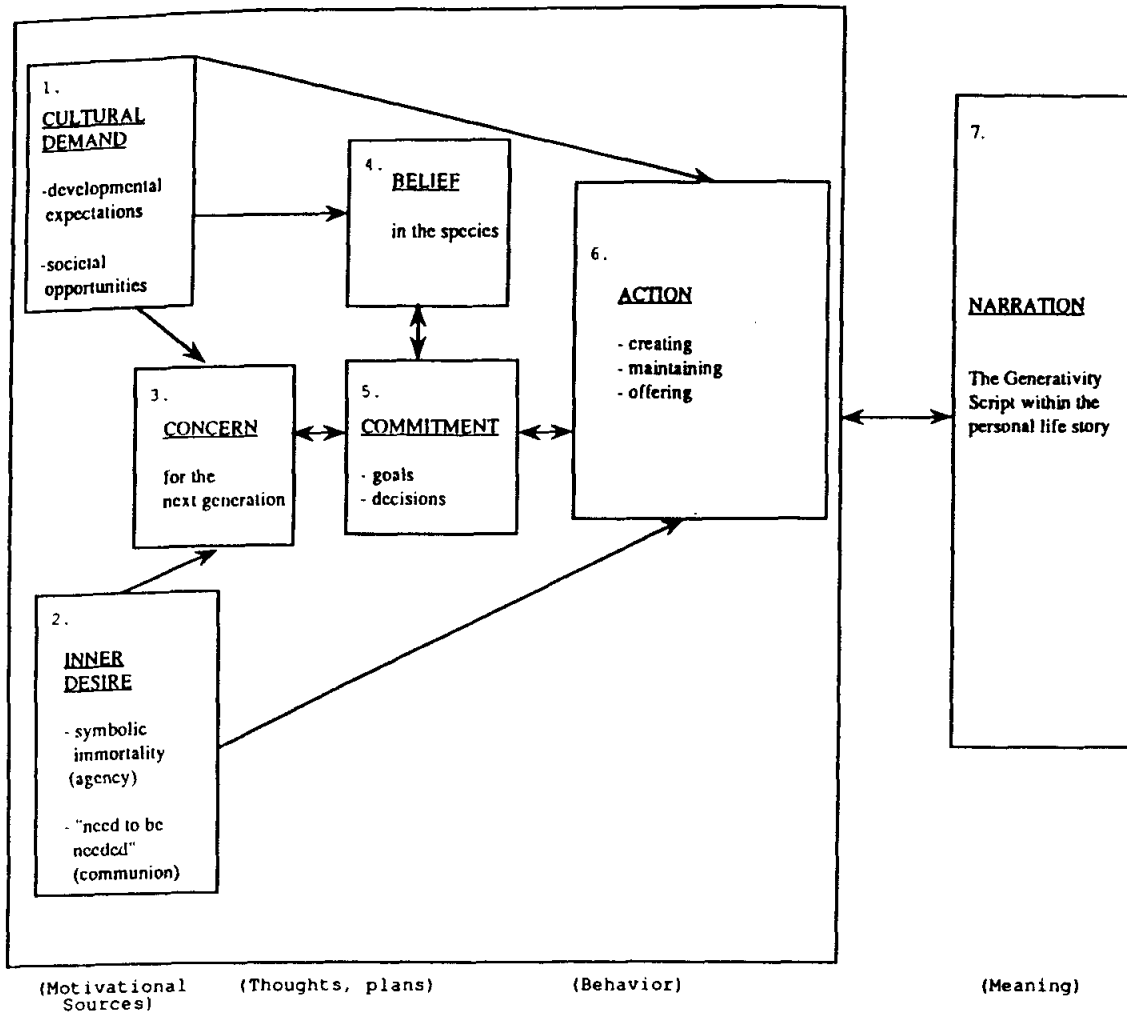 1.
CULTURAL
DEMAND
-developmental
expectations
-societal
opportunities
2.
INNER
DESIRE
- symbolic
immortality
(agency)
- "need to be
needed"
(communion)
3.
CONCERN
for the
next generation
4.
BELIEF
in the species
5.
COMMITMENT
- goals
- decisions
6.
ACTION
- creating
- maintaining
- offering
7.
NARRATION
The Generativity
Script within the
personal life story
(Motivational
Sources)
(Thoughts, plans)
(Behavior)
(Meaning)